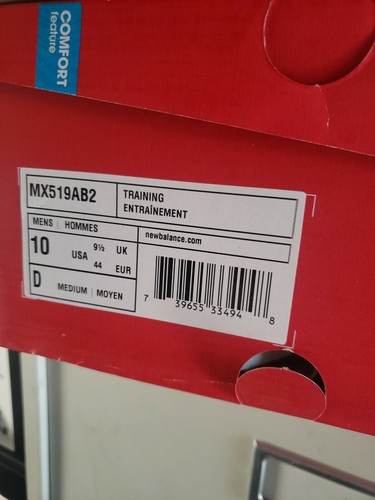 COMFORT
feature
MX519AB2
TRAINING
ENTRAÎNEMENT
MENS | HOMMES
newbalance.com
10 USA 9½ UK
44 EUR
D MEDIUM | MOYEN
7 39655 33494 8